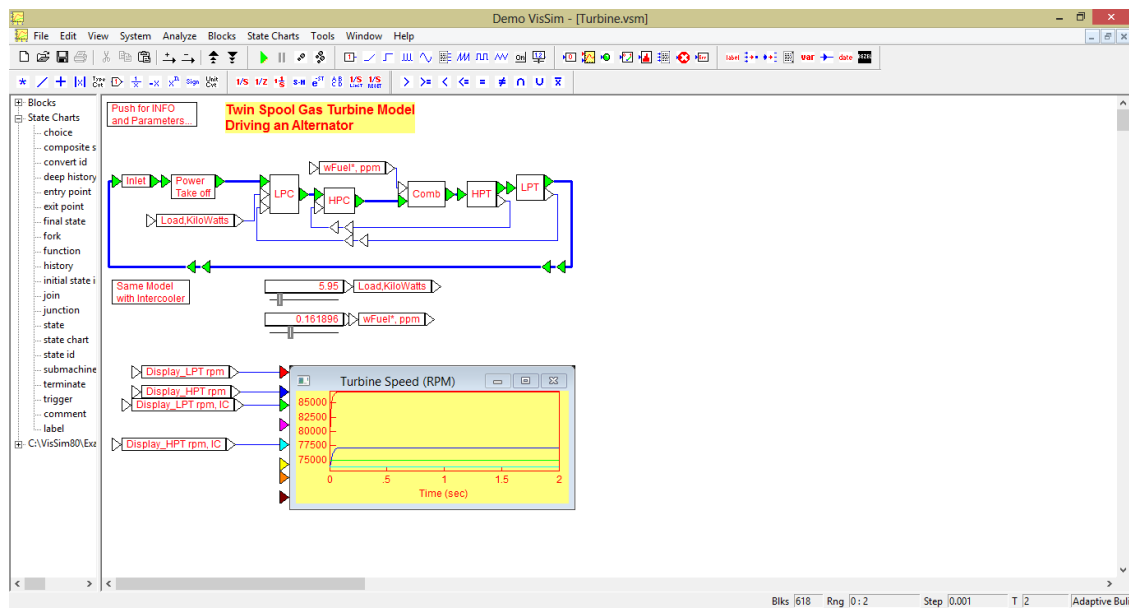 Demo VisSim - [Turbine.vsm]
File Edit View System Analyze Blocks State Charts Tools Window Help
1/S 1/Z S-H > >= < <= = ≠
Blocks
State Charts
choice
composite s
convert id
deep history
entry point
exit point
final state
fork
function
history
initial state i
join
junction
state
state chart
state id
submachine
terminate
trigger
comment
label
C:\VisSim80\Exa
Push for INFO
and Parameters...
Twin Spool Gas Turbine Model
Driving an Alternator
wFuel*, ppm
Inlet
Power
Take off
LPC
HPC
Comb
HPT
LPT
Load,KiloWatts
Same Model
with Intercooler
5.95 Load,KiloWatts
0.161896 wFuel*, ppm
Display_LPT rpm
Display_HPT rpm
Display_LPT rpm, IC
Display_HPT rpm, IC
Turbine Speed (RPM)
85000
82500
80000
77500
75000
0 .5 1 1.5 2
Time (sec)
Blks 618 Rng 0:2 Step 0.001 T 2 Adaptive Buli